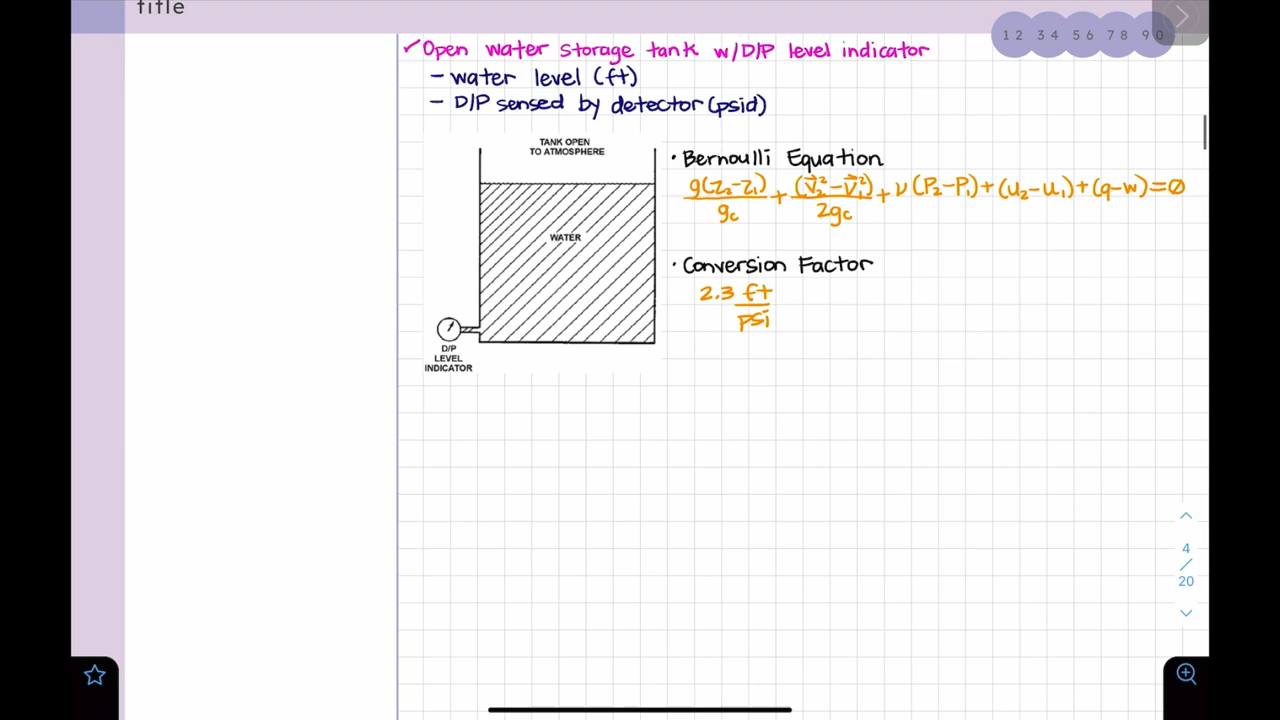 title
1 2 3 4 5 6 7 8 9 0
✓Open water storage tank w/D/P level indicator
- water level (ft)
- D/P sensed by detector (psid)
TANK OPEN
TO ATMOSPHERE
WATER
D/P
LEVEL
INDICATOR
· Bernoulli Equation
g(z₂-z₁)/gc + (v⃗₂²-v⃗₁²)/2gc + ν(P₂-P₁)+(u₂-u₁)+(q-w)=0
· Conversion Factor
2.3 ft
psi
4
/
20